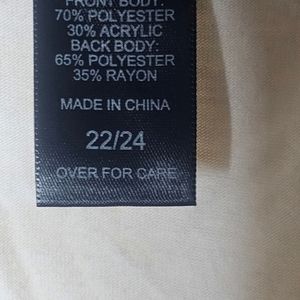 FRONT BODY:
70% POLYESTER
30% ACRYLIC
BACK BODY:
65% POLYESTER
35% RAYON
MADE IN CHINA
22/24
OVER FOR CARE